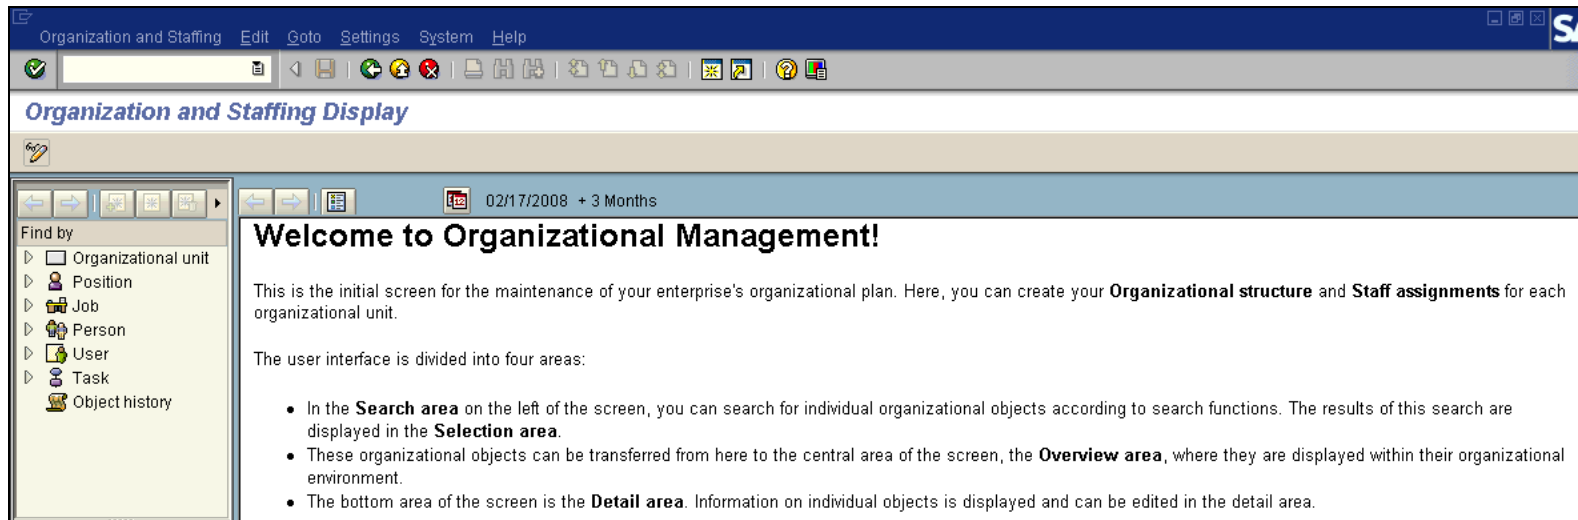 Organization and Staffing Edit Goto Settings System Help
SA
Organization and Staffing Display
12 02/17/2008 + 3 Months
Find by
Organizational unit
Position
Job
Person
User
Task
Object history
Welcome to Organizational Management!
This is the initial screen for the maintenance of your enterprise's organizational plan. Here, you can create your Organizational structure and Staff assignments for each
organizational unit.
The user interface is divided into four areas:
• In the Search area on the left of the screen, you can search for individual organizational objects according to search functions. The results of this search are
displayed in the Selection area.
• These organizational objects can be transferred from here to the central area of the screen, the Overview area, where they are displayed within their organizational
environment.
• The bottom area of the screen is the Detail area. Information on individual objects is displayed and can be edited in the detail area.